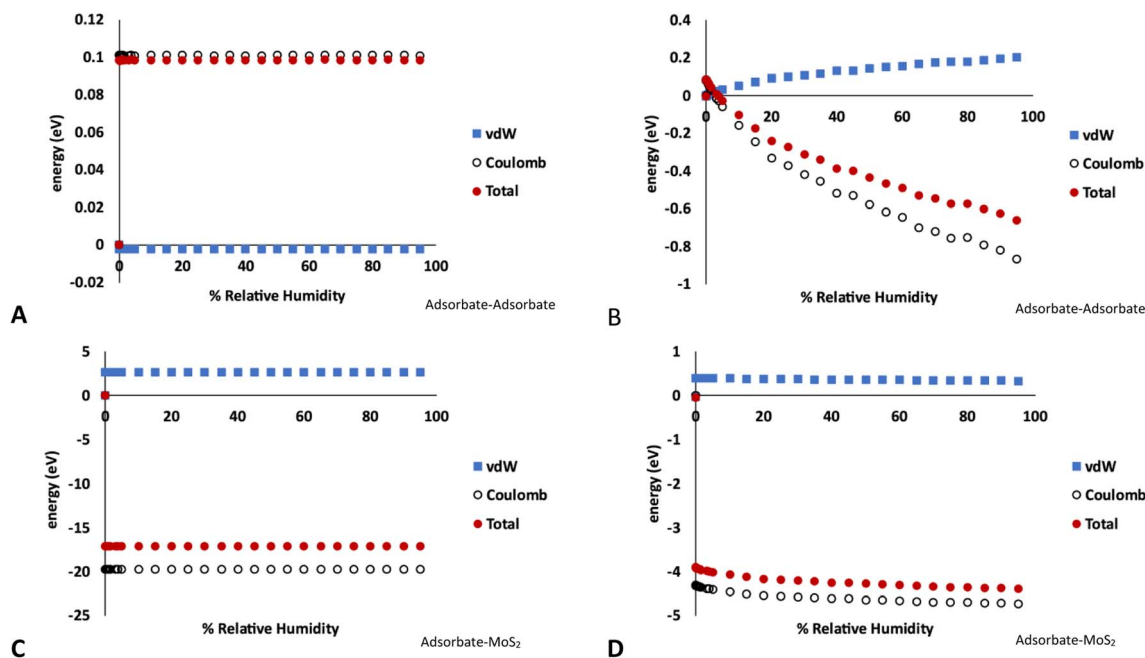 0.12
0.1
0.08
0.06
0.04
0.02
0
-0.02
energy (eV)
0 20 40 60 80 100
% Relative Humidity
vdW
Coulomb
Total
A
Adsorbate-Adsorbate
0.4
0.2
0
-0.2
-0.4
-0.6
-0.8
-1
energy (eV)
0 20 40 60 80 100
% Relative Humidity
vdW
Coulomb
Total
B
Adsorbate-Adsorbate
5
0
-5
-10
-15
-20
-25
energy (eV)
0 20 40 60 80 100
% Relative Humidity
vdW
Coulomb
Total
C
Adsorbate-MoS₂
1
0
-1
-2
-3
-4
-5
energy (eV)
0 20 40 60 80 100
% Relative Humidity
vdW
Coulomb
Total
D
Adsorbate-MoS₂